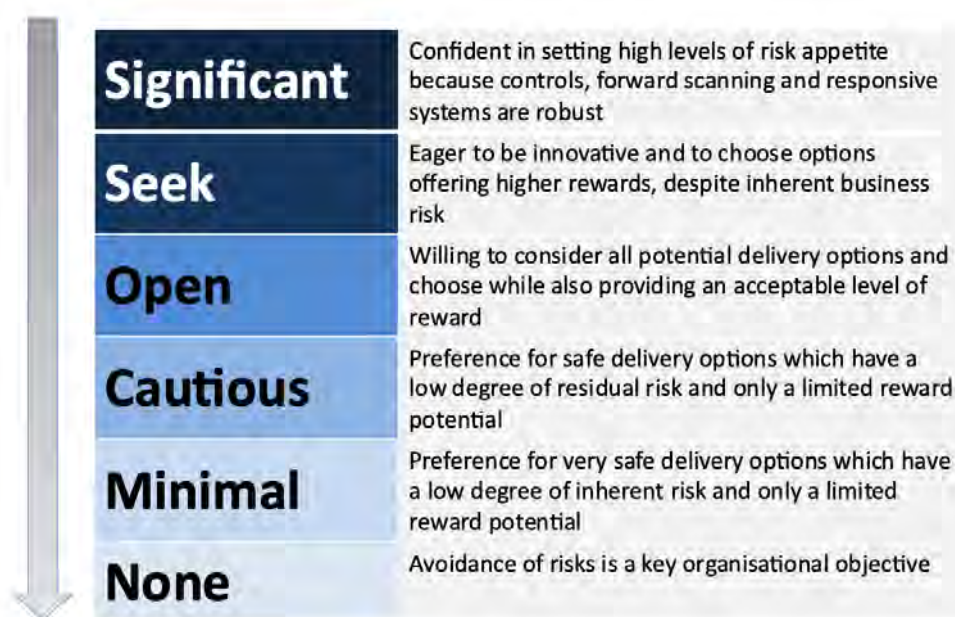 Significant
Confident in setting high levels of risk appetite
because controls, forward scanning and responsive
systems are robust
Seek
Eager to be innovative and to choose options
offering higher rewards, despite inherent business
risk
Open
Willing to consider all potential delivery options and
choose while also providing an acceptable level of
reward
Cautious
Preference for safe delivery options which have a
low degree of residual risk and only a limited reward
potential
Minimal
Preference for very safe delivery options which have
a low degree of inherent risk and only a limited
reward potential
None
Avoidance of risks is a key organisational objective